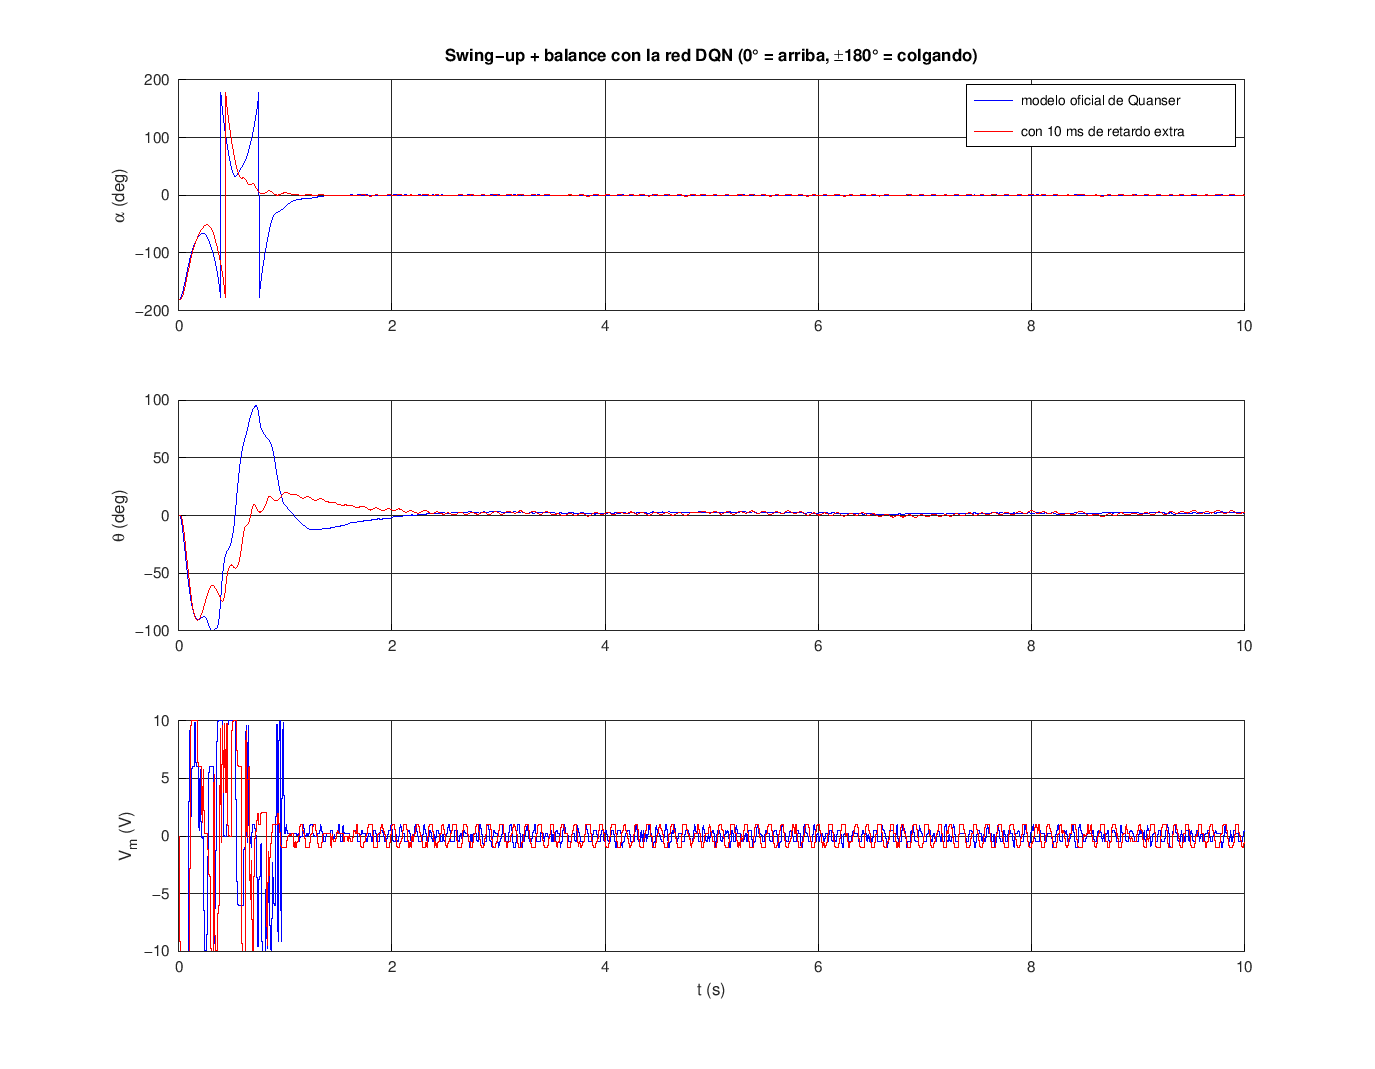 Swing−up + balance con la red DQN (0° = arriba, ±180° = colgando)
modelo oficial de Quanser
con 10 ms de retardo extra
200
100
0
−100
−200
α (deg)
0 2 4 6 8 10
100
50
0
−50
−100
θ (deg)
0 2 4 6 8 10
10
5
0
−5
−10
Vm (V)
0 2 4 6 8 10
t (s)